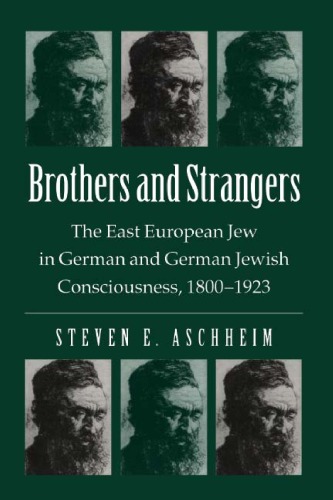 Brothers and Strangers
The East European Jew
in German and German Jewish
Consciousness, 1800–1923
STEVEN E. ASCHHEIM